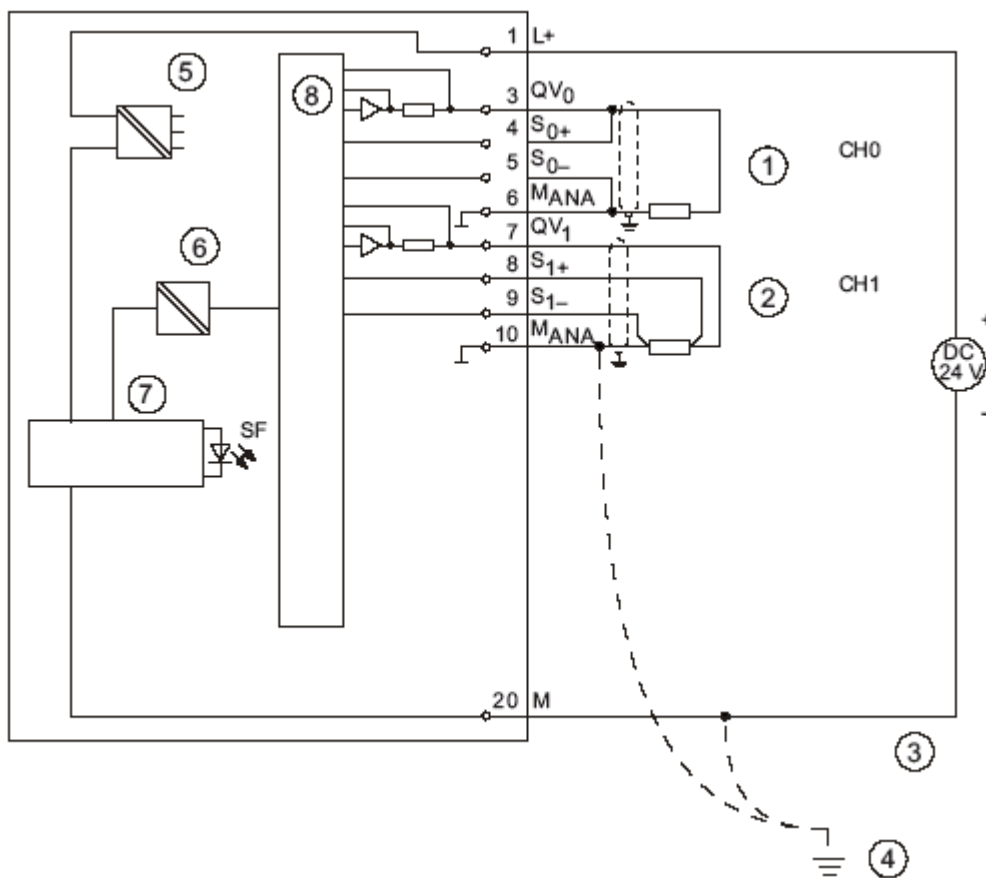 1 L+
5
8
3 QV0
4 S0+
1
CH0
5 S0–
6 MANA
7 QV1
6
8 S1+
2
CH1
9 S1–
10 MANA
+
DC
24 V
-
7
SF
20 M
3
4